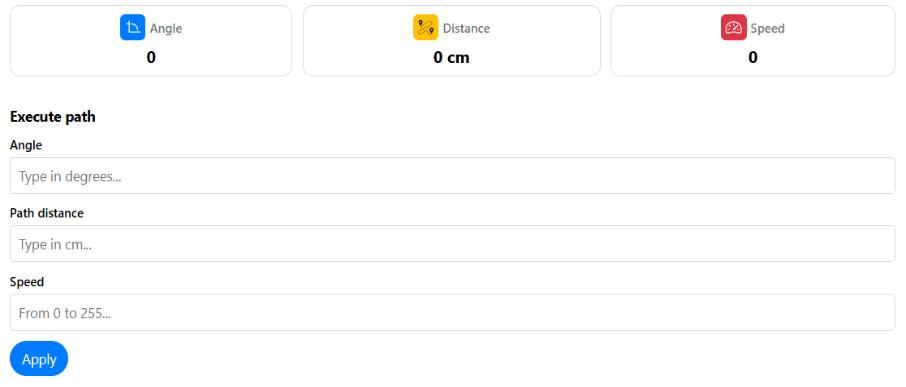 Angle Distance Speed
0 0 cm 0
Execute path
Angle
Type in degrees...
Path distance
Type in cm...
Speed
From 0 to 255...
Apply